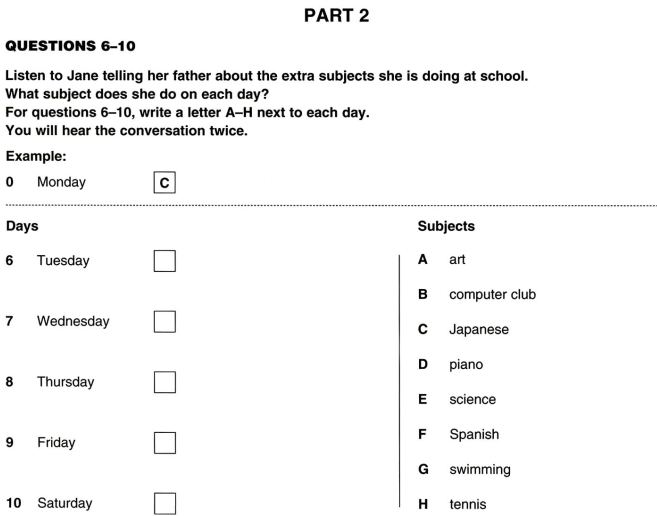 PART 2
QUESTIONS 6–10
Listen to Jane telling her father about the extra subjects she is doing at school.
What subject does she do on each day?
For questions 6–10, write a letter A–H next to each day.
You will hear the conversation twice.
Example:
0 Monday C
Days
6 Tuesday
7 Wednesday
8 Thursday
9 Friday
10 Saturday
Subjects
A art
B computer club
C Japanese
D piano
E science
F Spanish
G swimming
H tennis